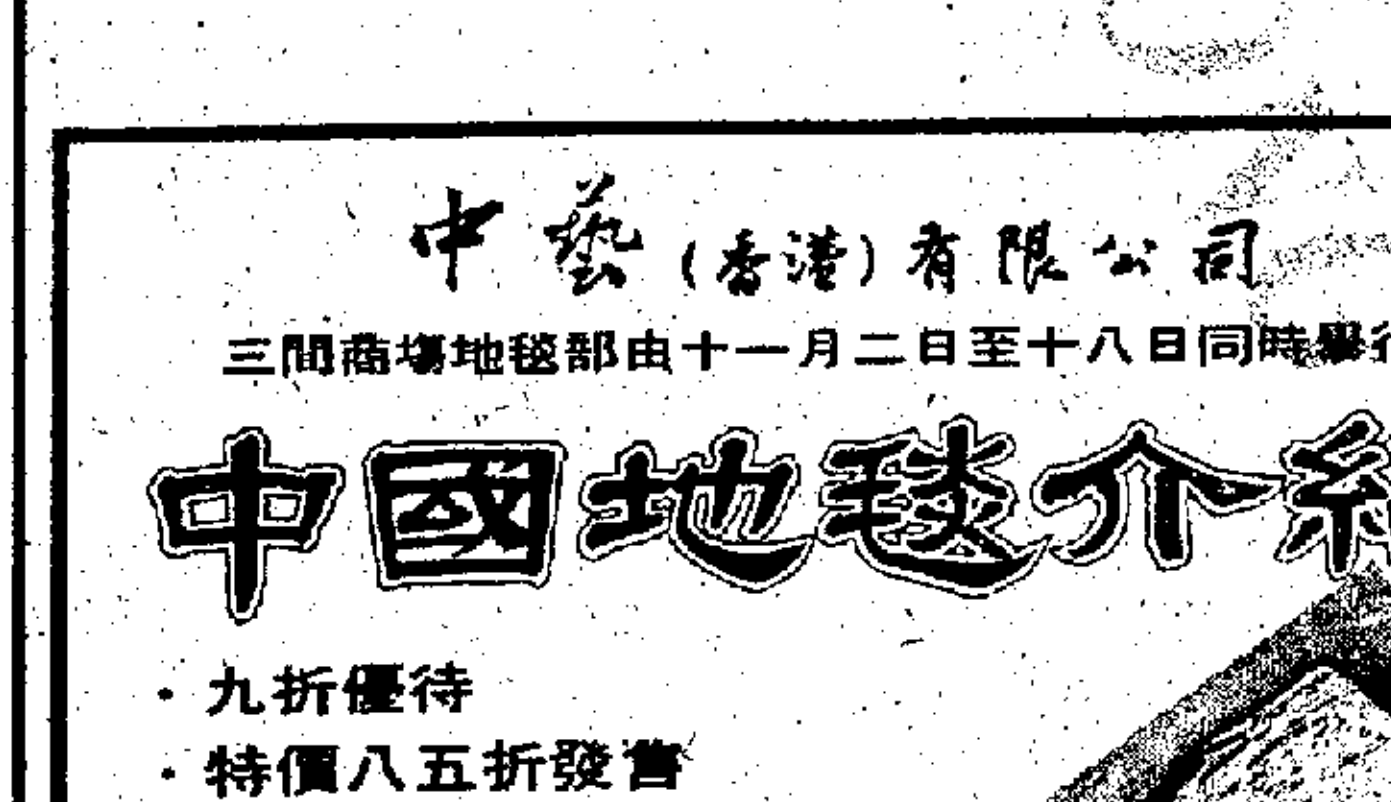 中藝(香港)有限公司
三間商場地毯部由十一月二日至十八日同時舉行
中國地毯介紹
·九折優待
·特價八五折發售